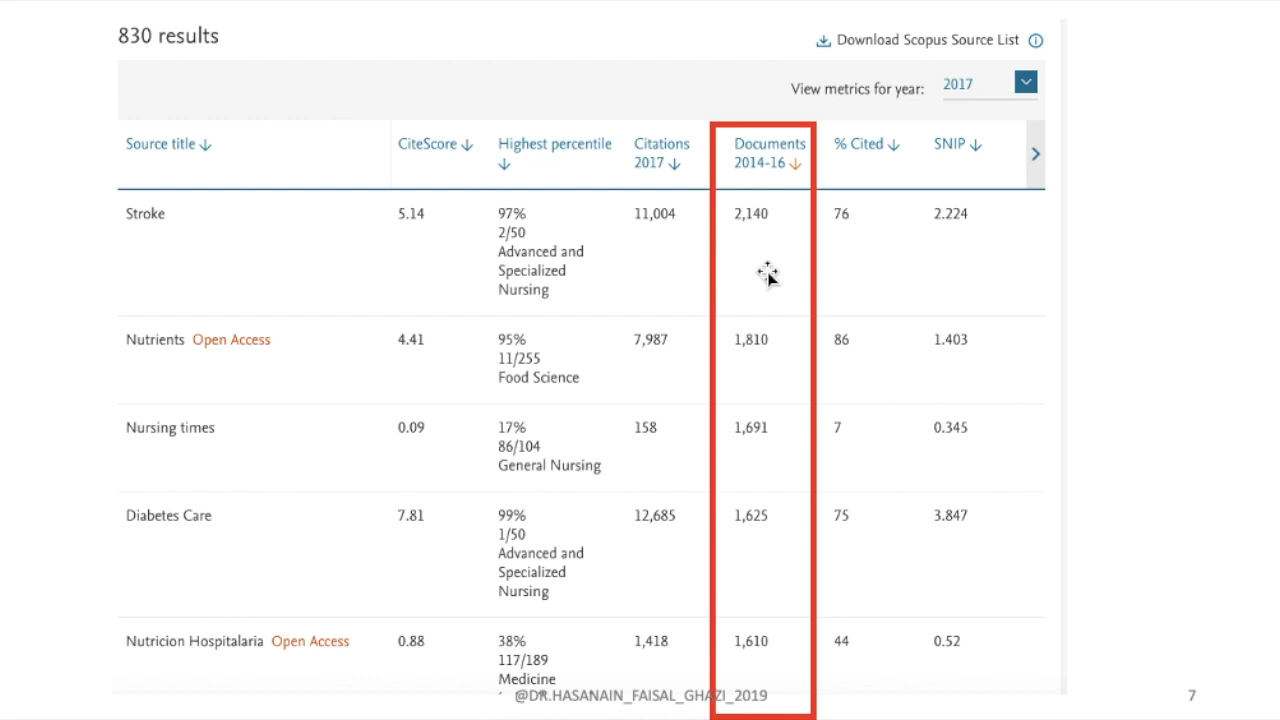 830 results
Download Scopus Source List
View metrics for year: 2017
Source title CiteScore Highest percentile Citations 2017 Documents 2014-16 % Cited SNIP
Stroke 5.14 97% 11,004 2,140 76 2.224
2/50
Advanced and
Specialized
Nursing
Nutrients Open Access 4.41 95% 7,987 1,810 86 1.403
11/255
Food Science
Nursing times 0.09 17% 158 1,691 7 0.345
86/104
General Nursing
Diabetes Care 7.81 99% 12,685 1,625 75 3.847
1/50
Advanced and
Specialized
Nursing
Nutricion Hospitalaria Open Access 0.88 38% 1,418 1,610 44 0.52
117/189
Medicine
@DR.HASANAIN_FAISAL_GHAZI_2019 7